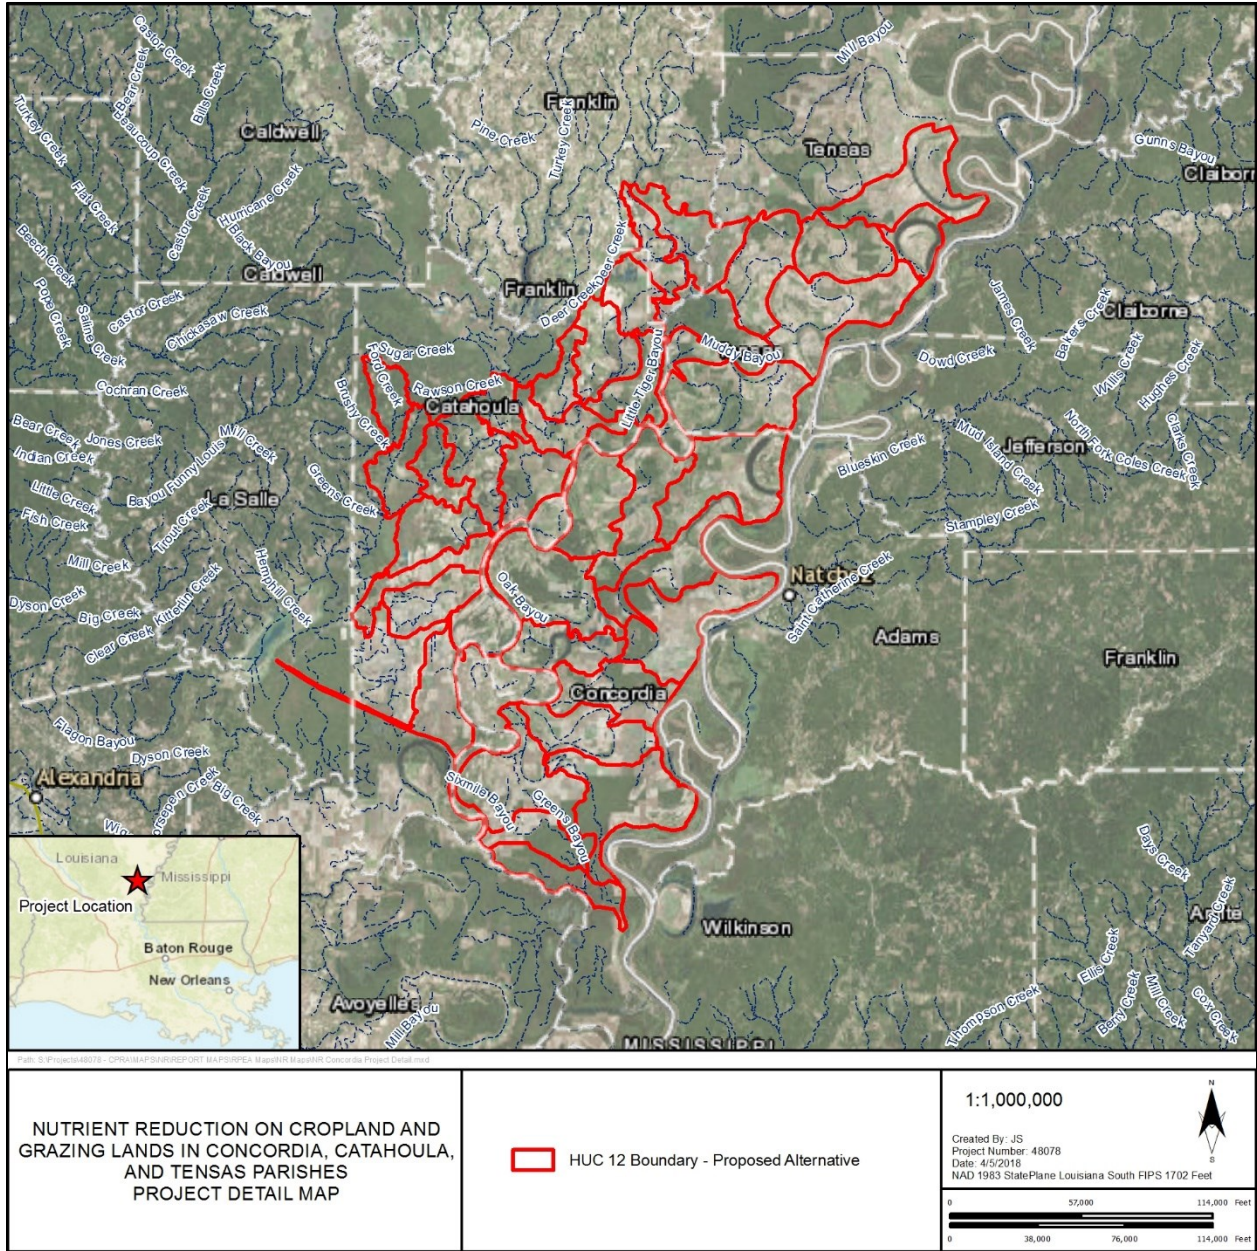 Castor Creek
Bear Creek
Bills Creek
Turkey Creek
Beaucoup Creek
Caldwell
Franklin
Pine Creek
Turkey Creek
Mill Bayou
Tensas
Gunns Bayou
Claiborn
Flat Creek
Castor Creek
Hurricane Creek
Black Bayou
Beech Creek
Pope Creek
Saline Creek
Caldwell
Castor Creek
Chickasaw Creek
Franklin
Deer Creek
Deer Creek
James Creek
Baker's Creek
Claiborne
Sugar Creek
Ford Creek
Rawson Creek
Muddy Bayou
Little Tiger Bayou
Dowd Creek
Willis Creek
Hughes Creek
Cochran Creek
Brushy Creek
Catahoula
Bear Creek
Jones Creek
Mill Creek
Indian Creek
Bayou Funny Louis
Greens Creek
Blueskin Creek
Mud Island Creek
Jefferson
North Fork Coles Creek
Clarks Creek
Little Creek
La Salle
Fish Creek
Trout Creek
Stampley Creek
Mill Creek
Hemphill Creek
Oak Bayou
Natchez
Saint Catherine Creek
Dyson Creek
Big Creek
Kitterlin Creek
Clear Creek
Adams
Franklin
Concordia
Flagon Bayou
Dyson Creek
Alexandria
Big Creek
Sixmile Bayou
Greens Bayou
Days Creek
Tanyard Creek
Wilkinson
Ellis Creek
Avoyelles
Mill Bayou
Thompson Creek
Berry Creek
Mill Creek
Cox Creek
MISSISSIPPI
Louisiana
Mississippi
Project Location
Baton Rouge
New Orleans
NUTRIENT REDUCTION ON CROPLAND AND
GRAZING LANDS IN CONCORDIA, CATAHOULA,
AND TENSAS PARISHES
PROJECT DETAIL MAP
HUC 12 Boundary - Proposed Alternative
1:1,000,000
N
S
Created By: JS
Project Number: 48078
Date: 4/5/2018
NAD 1983 StatePlane Louisiana South FIPS 1702 Feet
0 57,000 114,000 Feet
0 38,000 76,000 114,000 Feet